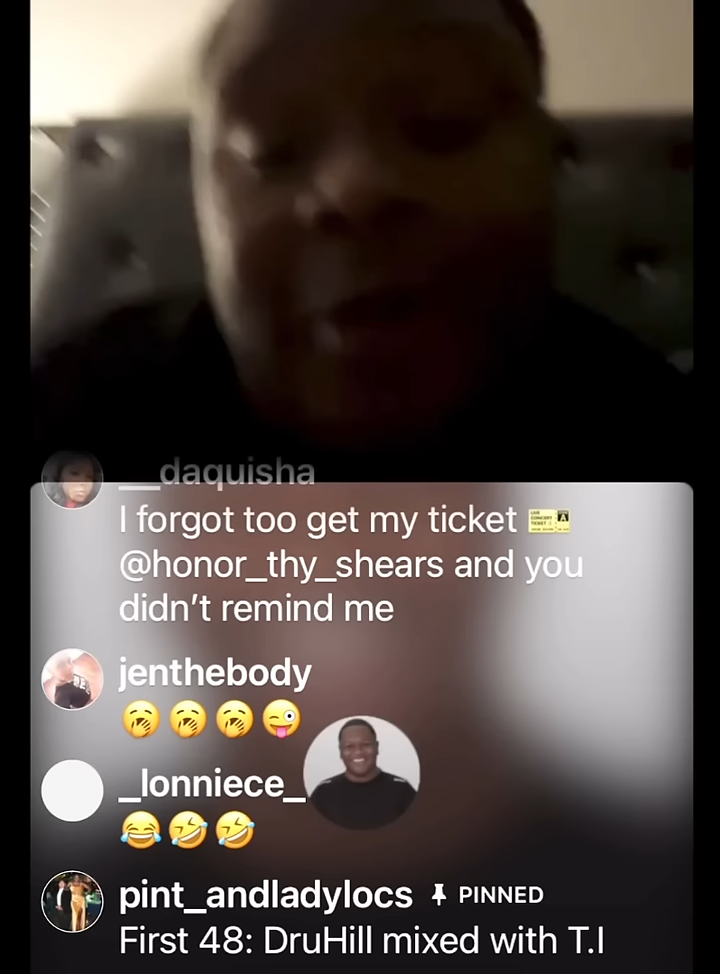 __daquisha
I forgot too get my ticket 🎫
@honor_thy_shears and you
didn't remind me
jenthebody
🥱🥱🥱😜
_lonniece_
😂🤣🤣
pint_andladylocs PINNED
First 48: DruHill mixed with T.I